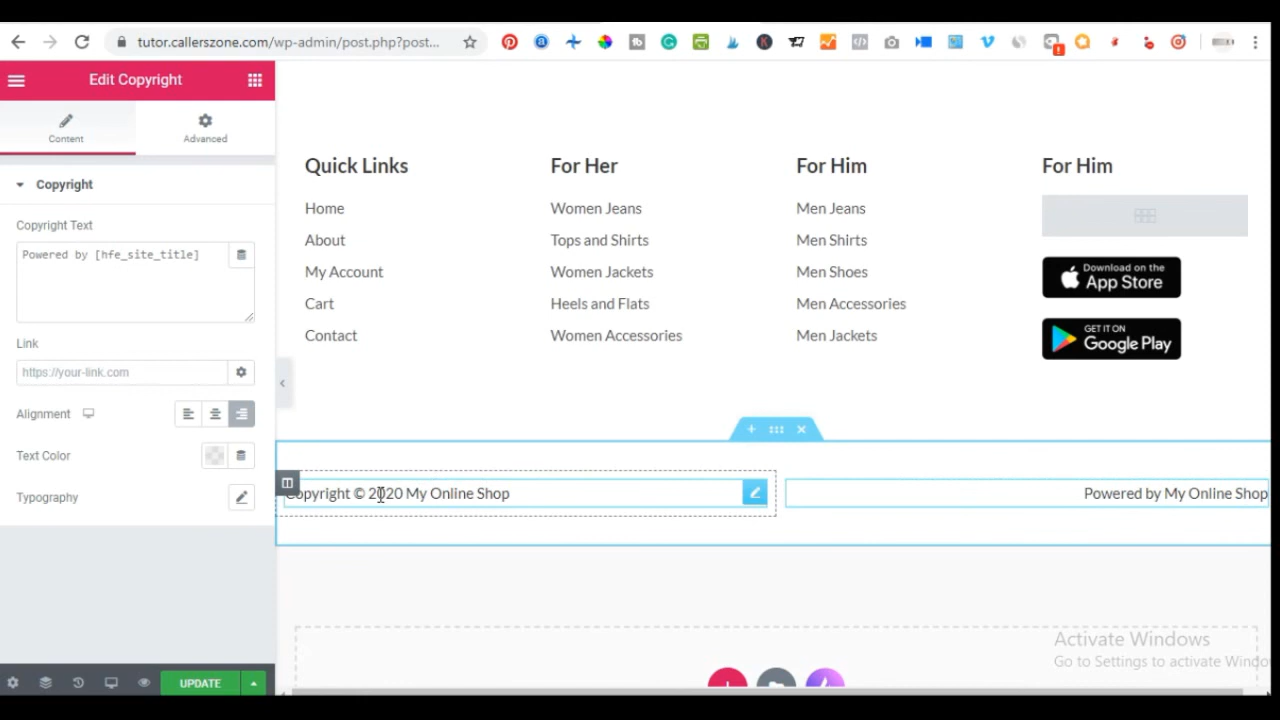 tutor.callerszone.com/wp-admin/post.php?post...
Edit Copyright
Content
Advanced
Copyright
Copyright Text
Powered by [hfe_site_title]
Link
https://your-link.com
Alignment
Text Color
Typography
UPDATE
Quick Links
Home
About
My Account
Cart
Contact
For Her
Women Jeans
Tops and Shirts
Women Jackets
Heels and Flats
Women Accessories
For Him
Men Jeans
Men Shirts
Men Shoes
Men Accessories
Men Jackets
For Him
Download on the
App Store
GET IT ON
Google Play
Copyright © 2020 My Online Shop
Powered by My Online Shop
Activate Windows
Go to Settings to activate Windo